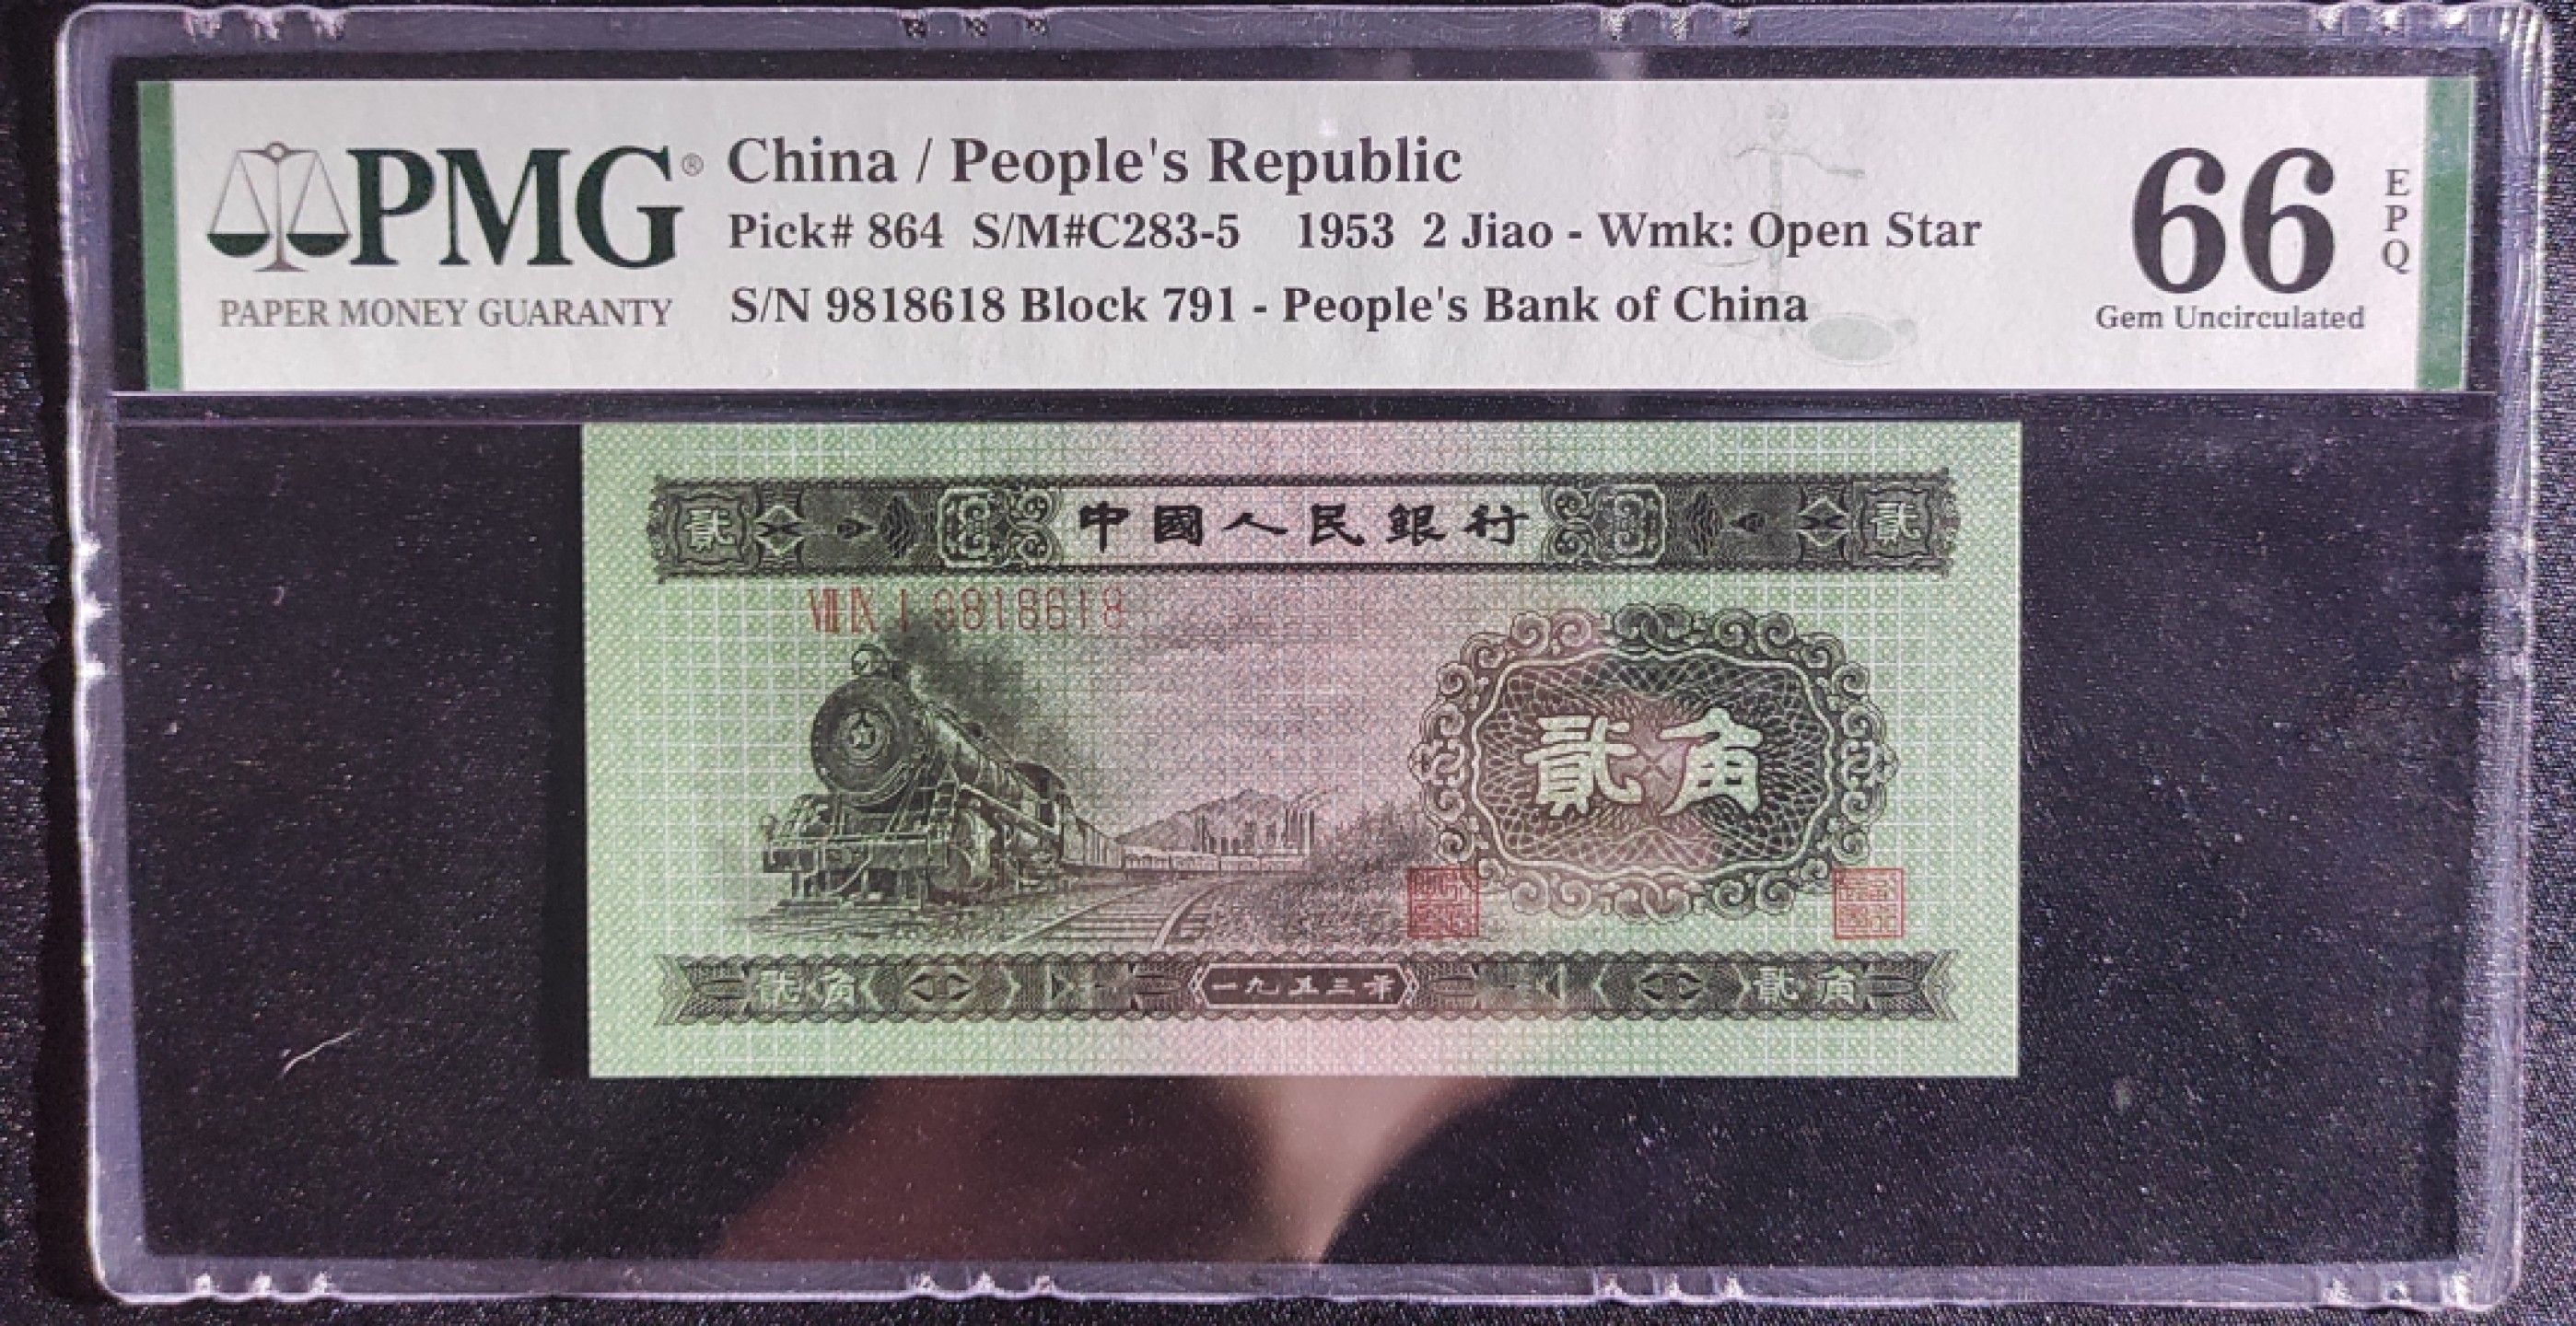 PMG®
PAPER MONEY GUARANTY
China / People's Republic
Pick# 864 S/M#C283-5 1953 2 Jiao - Wmk: Open Star
S/N 9818618 Block 791 - People's Bank of China
66
EPQ
Gem Uncirculated
貳 中國人民銀行 貳
VIII IX I 9818618
貳角
貳角 一九五三年 貳角